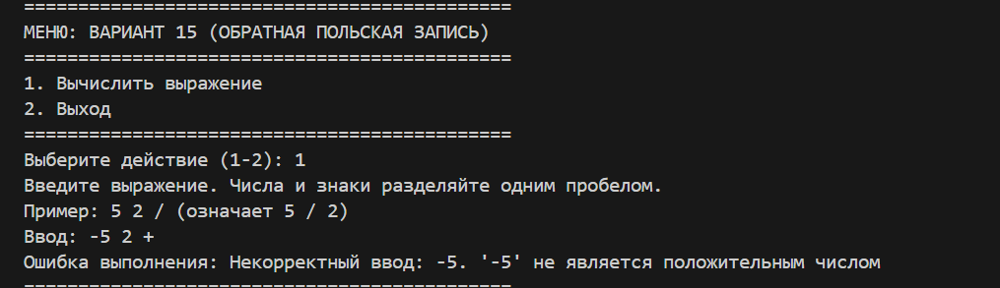 =============================================
МЕНЮ: ВАРИАНТ 15 (ОБРАТНАЯ ПОЛЬСКАЯ ЗАПИСЬ)
=============================================
1. Вычислить выражение
2. Выход
=============================================
Выберите действие (1-2): 1
Введите выражение. Числа и знаки разделяйте одним пробелом.
Пример: 5 2 / (означает 5 / 2)
Ввод: -5 2 +
Ошибка выполнения: Некорректный ввод: -5. '-5' не является положительным числом
=============================================